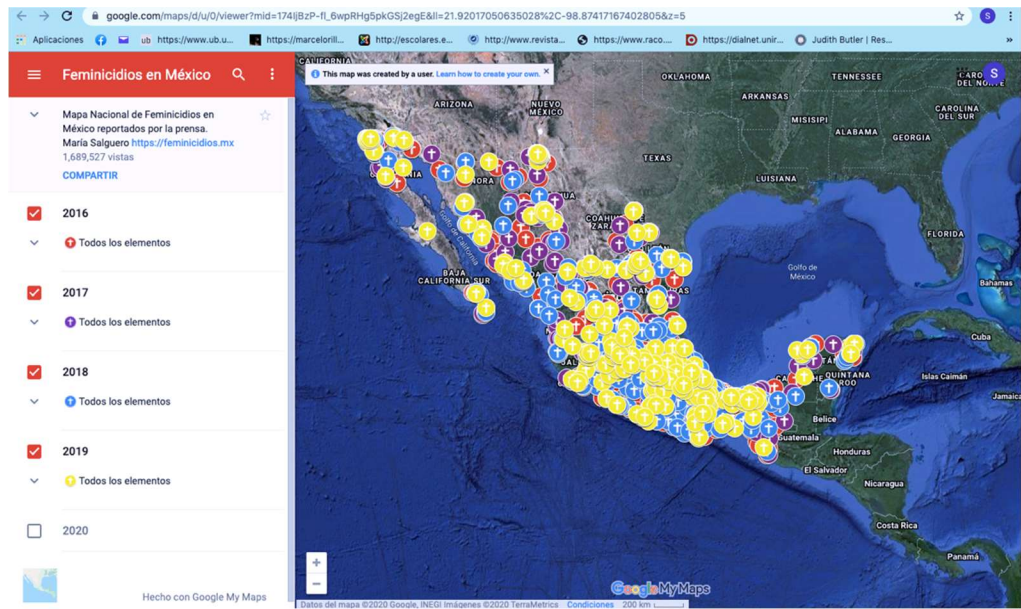 google.com/maps/d/u/0/viewer?mid=174IjBzP-fl_6wpRHg5pkGSj2egE&ll=21.92017050635028%2C-98.87417167402805&z=5
S
Aplicaciones
ub https://www.ub.u...
https://marcelorill...
http://escolares.e...
http://www.revista...
https://www.raco....
https://dialnet.unir...
Judith Butler | Res...
»
Feminicidios en México
Mapa Nacional de Feminicidios en
México reportados por la prensa.
María Salguero https://feminicidios.mx
1,689,527 vistas
COMPARTIR
2016
Todos los elementos
2017
Todos los elementos
2018
Todos los elementos
2019
Todos los elementos
2020
Hecho con Google My Maps
CALIFORNIA
This map was created by a user. Learn how to create your own.
OKLAHOMA
TENNESSEE
S
ARIZONA
NUEVO
MÉXICO
ARKANSAS
MISISIPI
CAROLINA
DEL SUR
ALABAMA
GEORGIA
TEXAS
LUISIANA
FLORIDA
Golfo de California
BAJA
CALIFORNIA SUR
Golfo de
México
Bahamas
Cuba
QUINTANA
ROO
Islas Caimán
Jamaica
Belice
Guatemala
Honduras
El Salvador
Nicaragua
Costa Rica
Panamá
+
−
Google My Maps
Datos del mapa ©2020 Google, INEGI Imágenes ©2020 TerraMetrics Condiciones 200 km